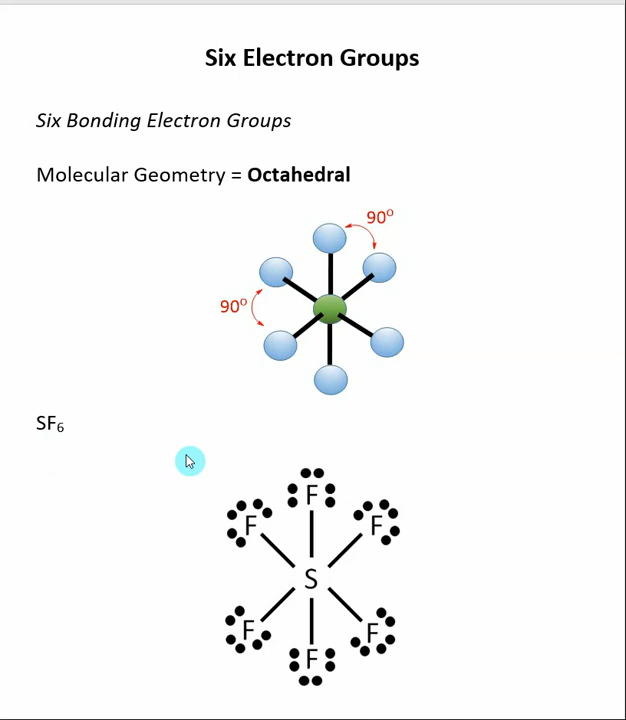 Six Electron Groups
Six Bonding Electron Groups
Molecular Geometry = Octahedral
90°
90°
SF₆
F
F F
S
F F
F